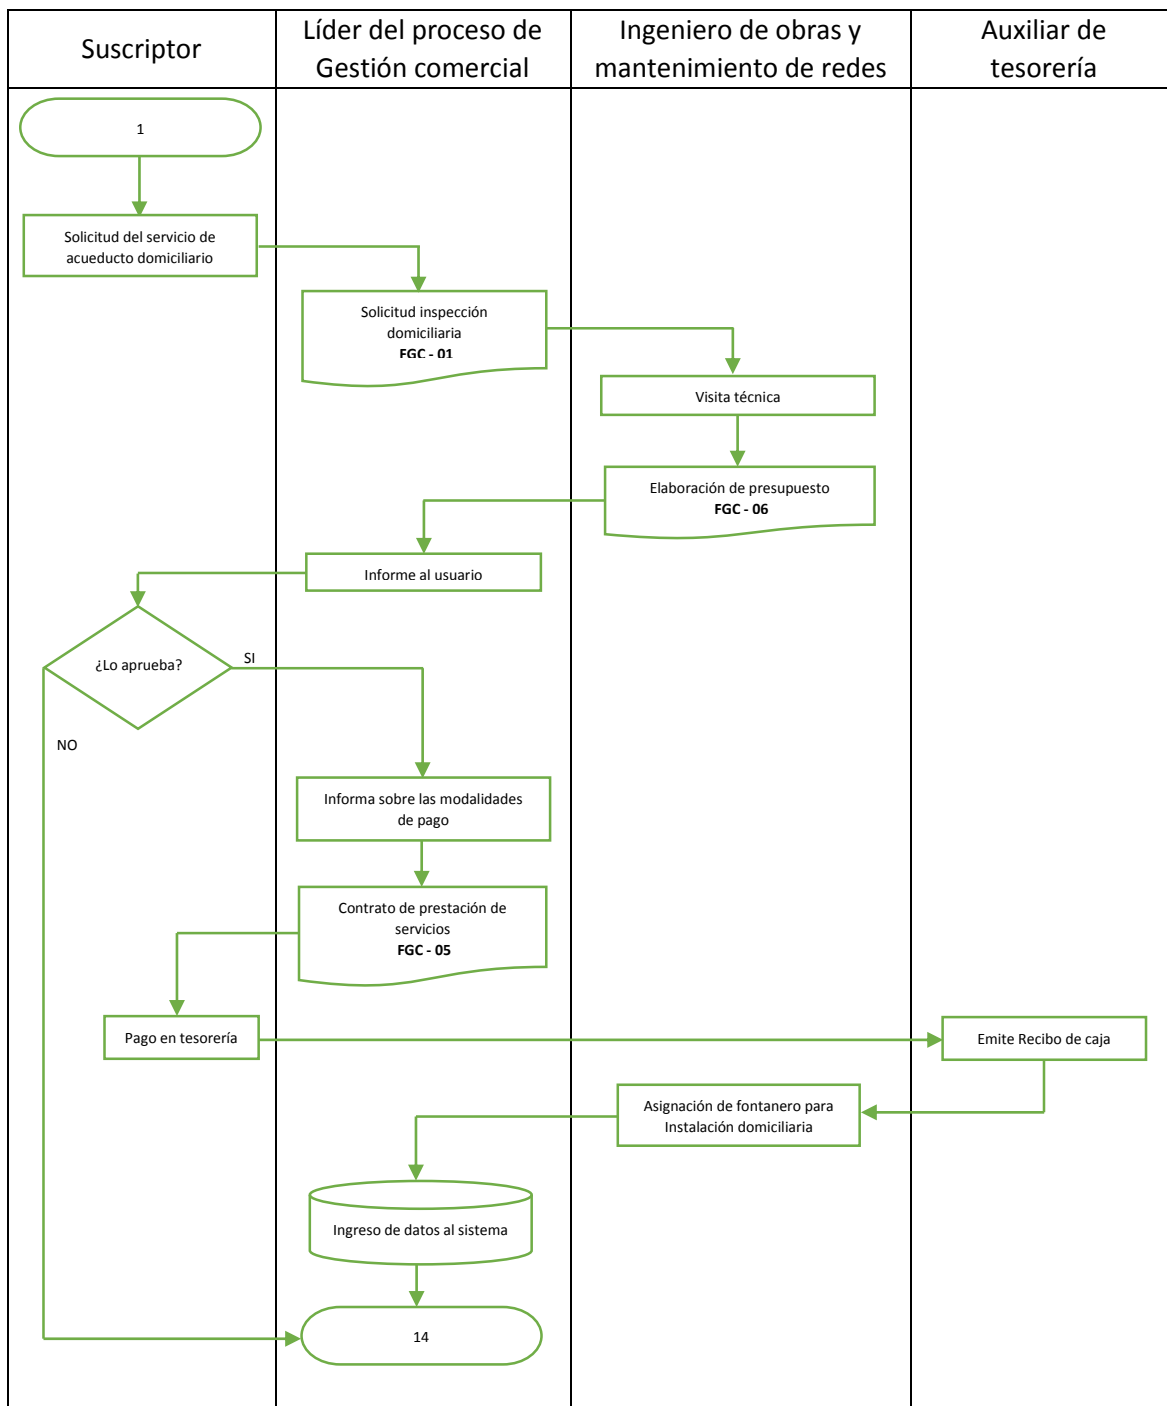 Suscriptor
Líder del proceso de
Gestión comercial
Ingeniero de obras y
mantenimiento de redes
Auxiliar de
tesorería
1
Solicitud del servicio de
acueducto domiciliario
Solicitud inspección
domiciliaria
FGC - 01
Visita técnica
Elaboración de presupuesto
FGC - 06
Informe al usuario
¿Lo aprueba?
SI
NO
Informa sobre las modalidades
de pago
Contrato de prestación de
servicios
FGC - 05
Pago en tesorería
Emite Recibo de caja
Asignación de fontanero para
Instalación domiciliaria
Ingreso de datos al sistema
14